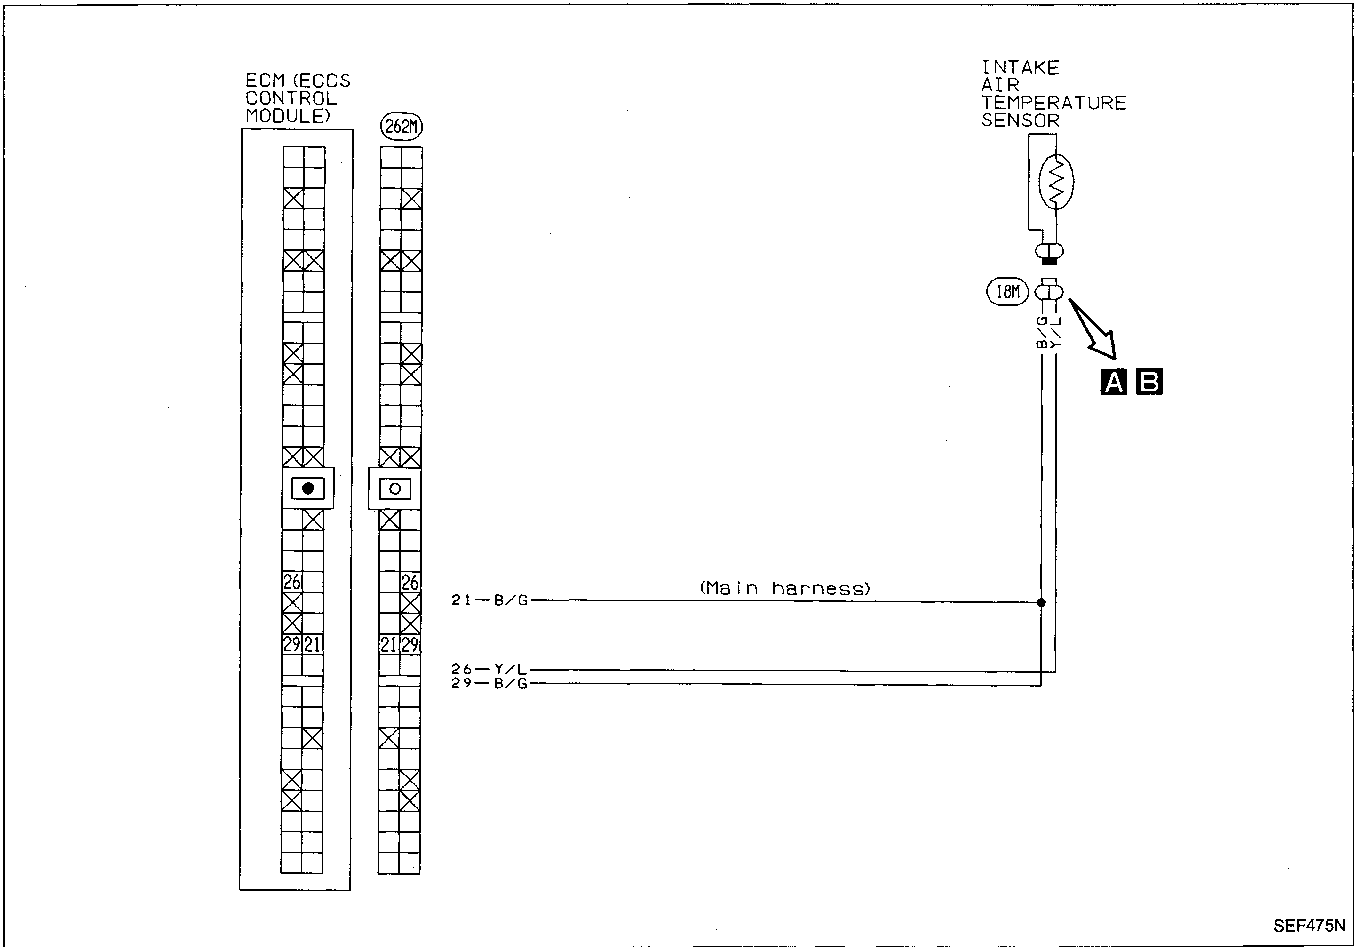 ECM (ECCS
CONTROL
MODULE)
262M
INTAKE
AIR
TEMPERATURE
SENSOR
18M
B/G
Y/L
A B
26
26
29 21
21 29
21-B/G
(Main harness)
26-Y/L
29-B/G
SEF475N